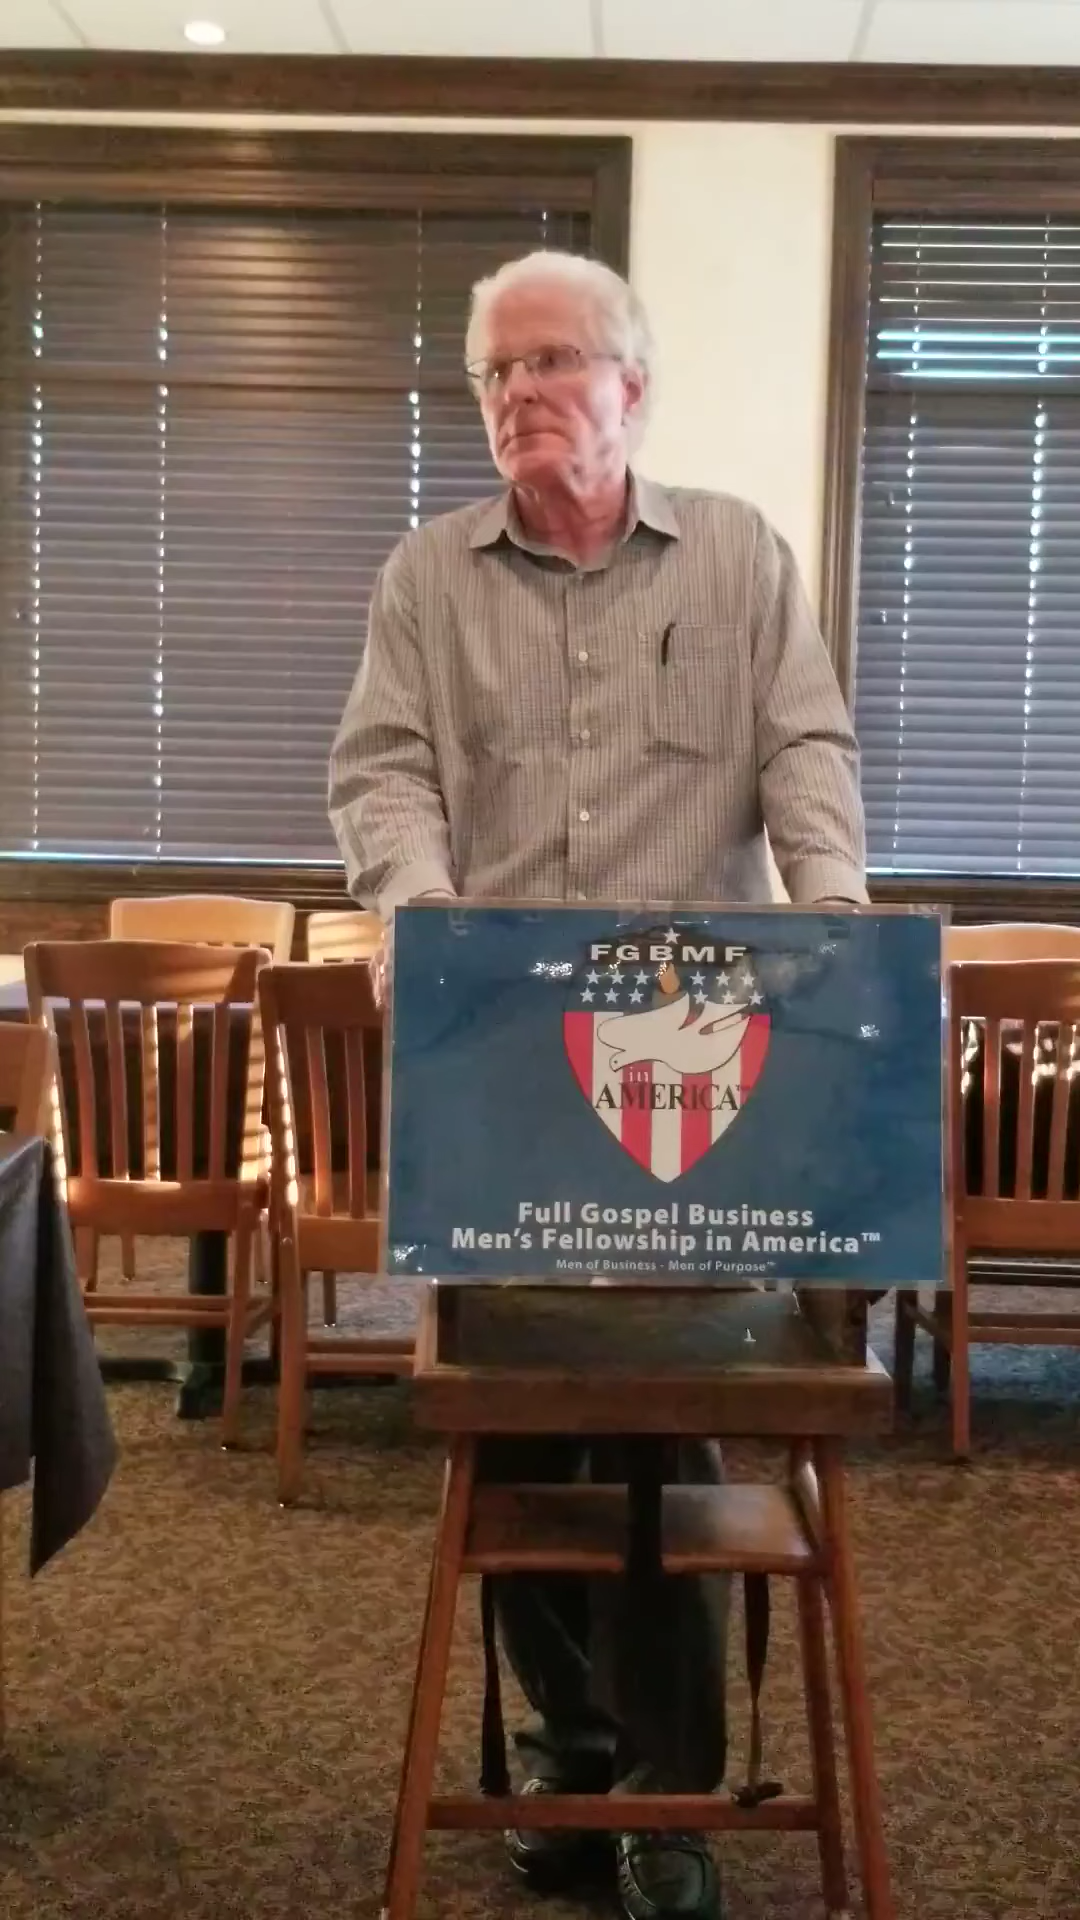 FGBMF
in
AMERICA™
Full Gospel Business
Men's Fellowship in America™
Men of Business - Men of Purpose™